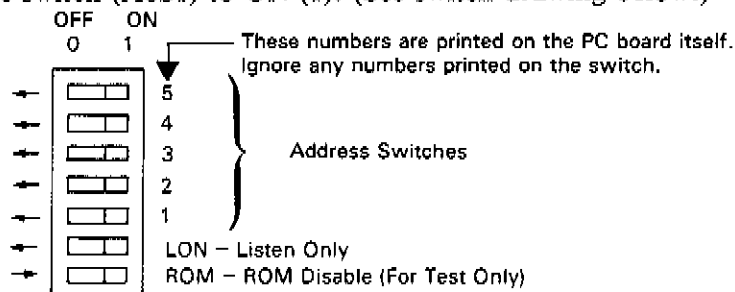 OFF ON
0 1
These numbers are printed on the PC board itself.
Ignore any numbers printed on the switch.
5
4
3
Address Switches
2
1
LON – Listen Only
ROM – ROM Disable (For Test Only)